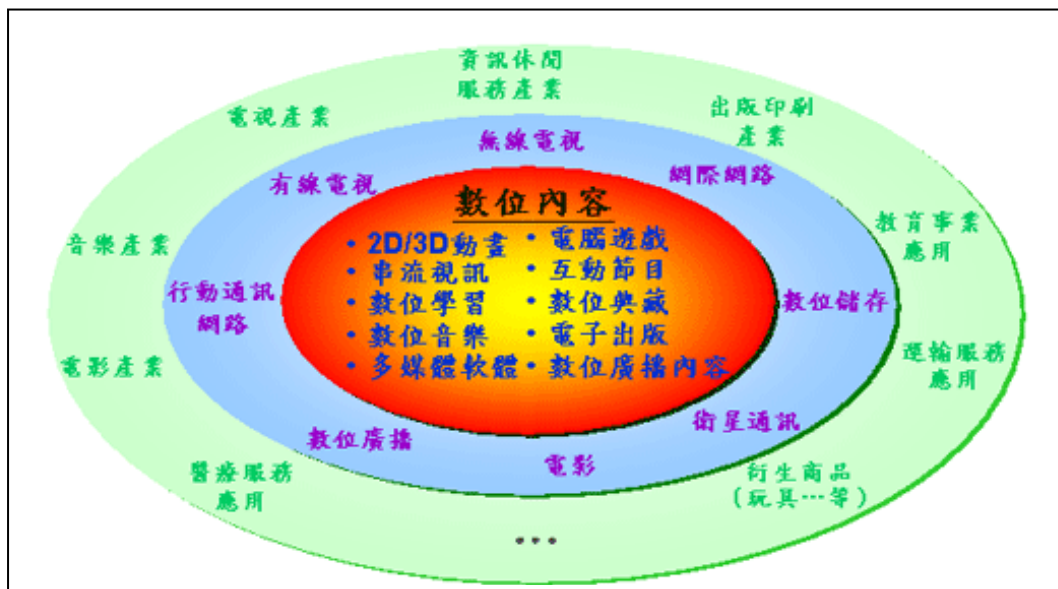 資訊休閒
服務產業
電視產業
出版印刷
產業
無線電視
有線電視
網際網路
數位內容
音樂產業
教育事業
應用
• 2D/3D動畫
• 電腦遊戲
• 串流視訊
• 互動節目
行動通訊
網路
• 數位學習
• 數位典藏
數位儲存
• 數位音樂
• 電子出版
電影產業
運輸服務
應用
• 多媒體軟體
• 數位廣播內容
衛星通訊
數位廣播
電影
醫療服務
應用
衍生商品
(玩具…等)
•••